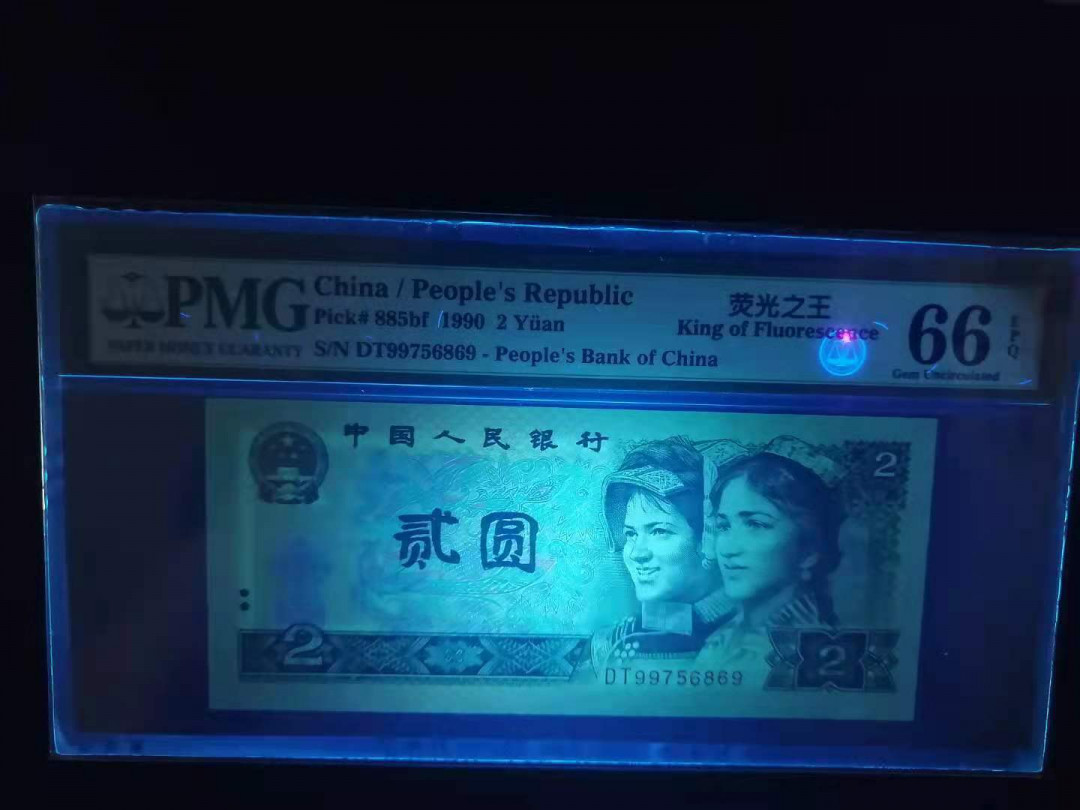 PMG
PAPER MONEY GUARANTY
China / People's Republic
Pick# 885bf 1990 2 Yüan
S/N DT99756869 - People's Bank of China
荧光之王
King of Fluorescence
66
EPQ
Gem Uncirculated
中国人民银行
2
贰圆
2
2
DT99756869